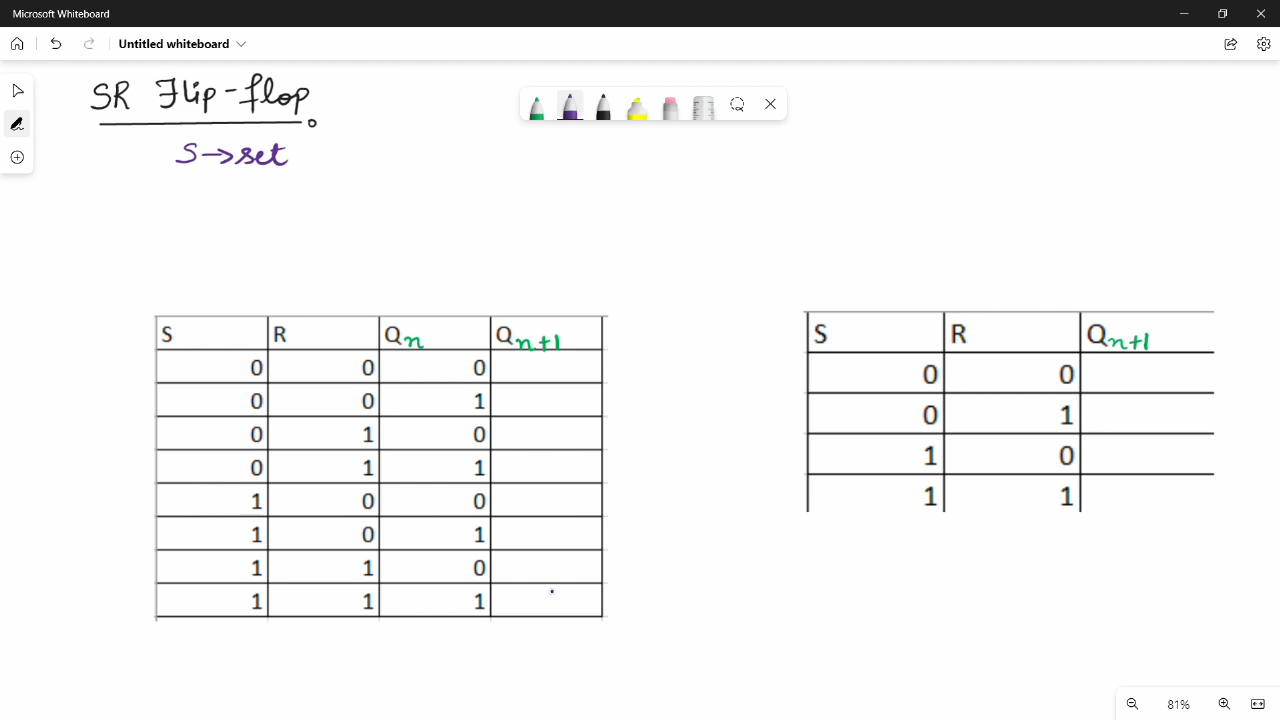 Microsoft Whiteboard
Untitled whiteboard
SR Flip-flop
S→set
S R Qn Qn+1
0 0 0
0 0 1
0 1 0
0 1 1
1 0 0
1 0 1
1 1 0
1 1 1
S R Qn+1
0 0
0 1
1 0
1 1
81%